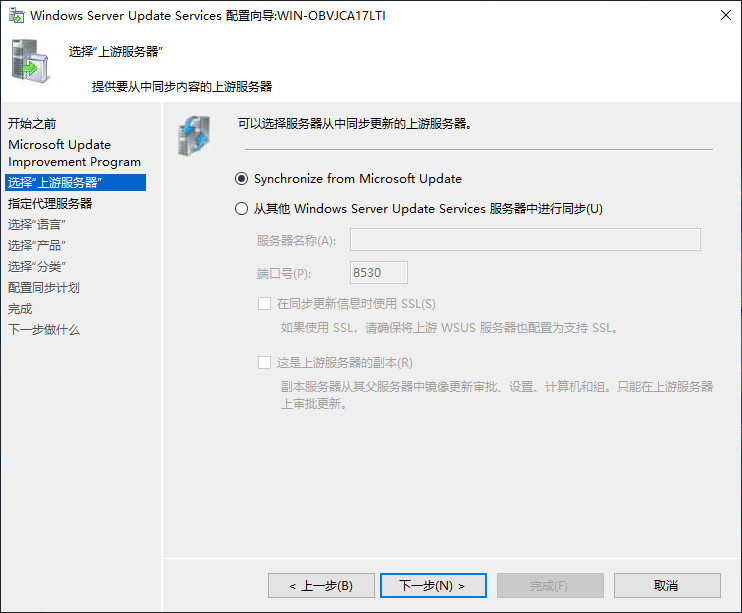 Windows Server Update Services 配置向导:WIN-OBVJCA17LTI
选择“上游服务器”
提供要从中同步内容的上游服务器
开始之前
Microsoft Update
Improvement Program
选择“上游服务器”
指定代理服务器
选择“语言”
选择“产品”
选择“分类”
配置同步计划
完成
下一步做什么
可以选择服务器从中同步更新的上游服务器。
Synchronize from Microsoft Update
从其他 Windows Server Update Services 服务器中进行同步(U)
服务器名称(A):
端口号(P):
8530
在同步更新信息时使用 SSL(S)
如果使用 SSL，请确保将上游 WSUS 服务器也配置为支持 SSL。
这是上游服务器的副本(R)
副本服务器从其父服务器中镜像更新审批、设置、计算机和组。只能在上游服务器
上审批更新。
< 上一步(B)
下一步(N) >
完成(F)
取消